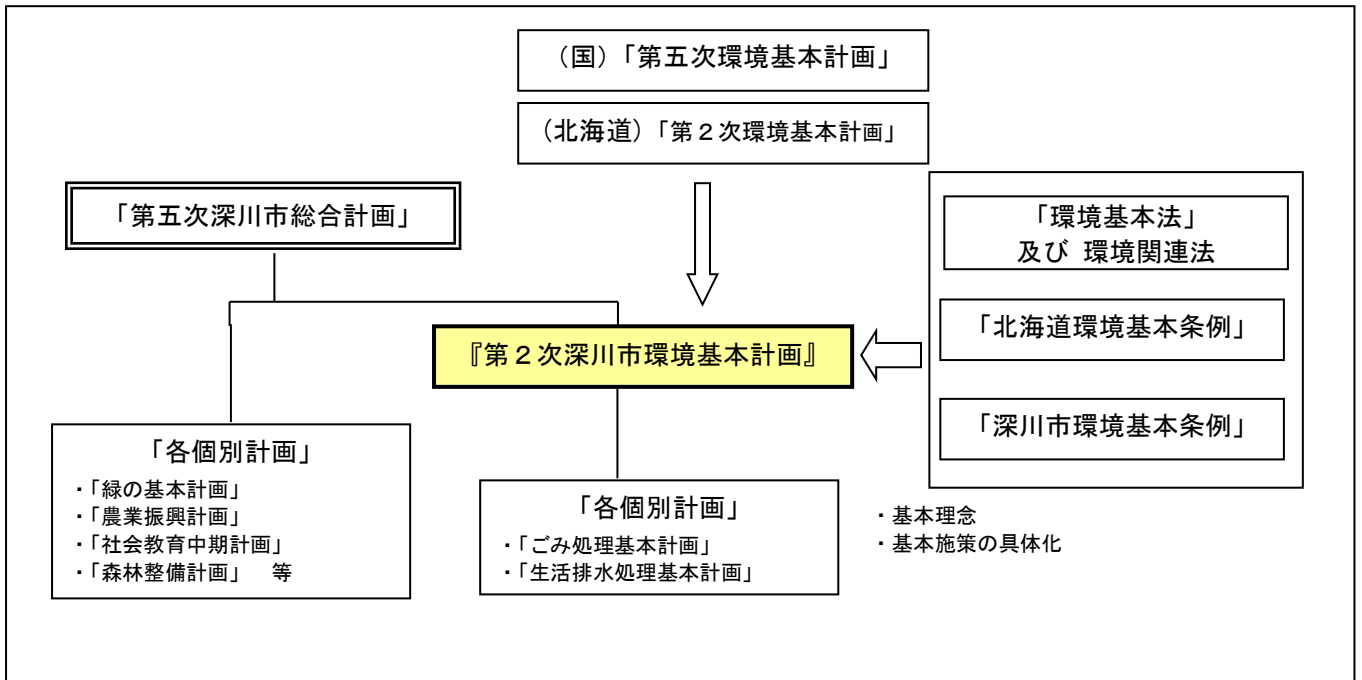 （国）「第五次環境基本計画」
（北海道）「第２次環境基本計画」
「第五次深川市総合計画」
「環境基本法」
及び 環境関連法
「北海道環境基本条例」
『第２次深川市環境基本計画』
「深川市環境基本条例」
「各個別計画」
・「緑の基本計画」
・「農業振興計画」
・「社会教育中期計画」
・「森林整備計画」　等
「各個別計画」
・「ごみ処理基本計画」
・「生活排水処理基本計画」
・基本理念
・基本施策の具体化